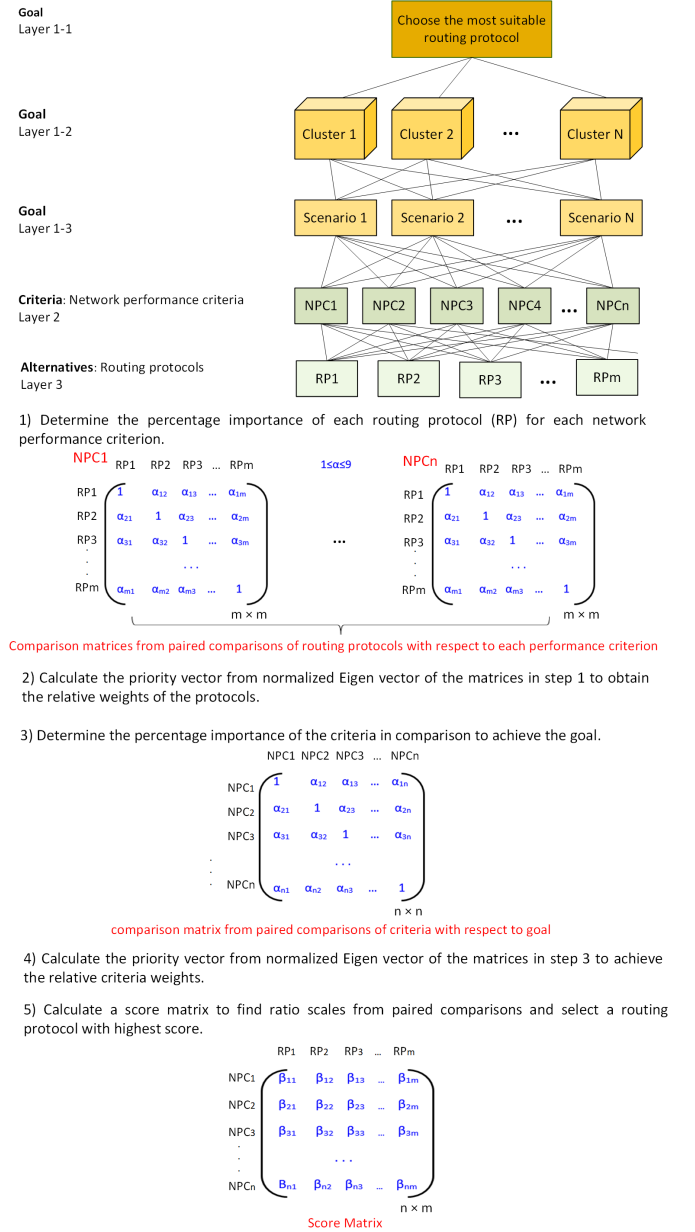 Goal
Layer 1-1
Choose the most suitable
routing protocol
Goal
Layer 1-2
Cluster 1
Cluster 2
...
Cluster N
Goal
Layer 1-3
Scenario 1
Scenario 2
...
Scenario N
Criteria: Network performance criteria
Layer 2
NPC1
NPC2
NPC3
NPC4
...
NPCn
Alternatives: Routing protocols
Layer 3
RP1
RP2
RP3
...
RPm
1) Determine the percentage importance of each routing protocol (RP) for each network
performance criterion.
NPC1
RP1 RP2 RP3 ... RPm
RP1 1 α12 α13 ... α1m
RP2 α21 1 α23 ... α2m
RP3 α31 α32 1 ... α3m
. . .
. . .
RPm αm1 αm2 αm3 ... 1
m × m
1≤α≤9
...
NPCn
RP1 RP2 RP3 ... RPm
RP1 1 α12 α13 ... α1m
RP2 α21 1 α23 ... α2m
RP3 α31 α32 1 ... α3m
. . .
. . .
RPm αm1 αm2 αm3 ... 1
m × m
Comparison matrices from paired comparisons of routing protocols with respect to each performance criterion
2) Calculate the priority vector from normalized Eigen vector of the matrices in step 1 to obtain
the relative weights of the protocols.
3) Determine the percentage importance of the criteria in comparison to achieve the goal.
NPC1 NPC2 NPC3 ... NPCn
NPC1 1 α12 α13 ... α1n
NPC2 α21 1 α23 ... α2n
NPC3 α31 α32 1 ... α3n
. . .
. . .
NPCn αn1 αn2 αn3 ... 1
n × n
comparison matrix from paired comparisons of criteria with respect to goal
4) Calculate the priority vector from normalized Eigen vector of the matrices in step 3 to achieve
the relative criteria weights.
5) Calculate a score matrix to find ratio scales from paired comparisons and select a routing
protocol with highest score.
RP1 RP2 RP3 ... RPm
NPC1 β11 β12 β13 ... β1m
NPC2 β21 β22 β23 ... β2m
NPC3 β31 β32 β33 ... β3m
. . .
. . .
NPCn Bn1 βn2 βn3 ... βnm
n × m
Score Matrix